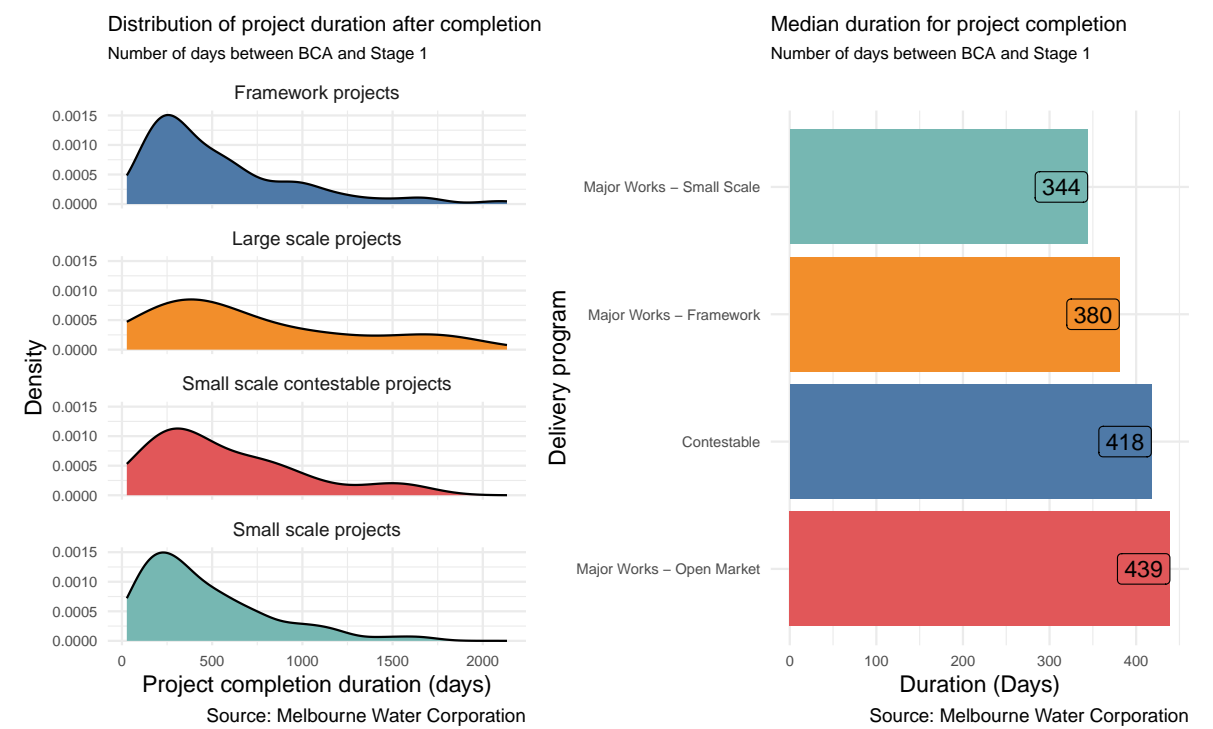 Distribution of project duration after completion
Number of days between BCA and Stage 1
Framework projects
0.0015
0.0010
0.0005
0.0000
Large scale projects
0.0015
0.0010
0.0005
0.0000
Small scale contestable projects
0.0015
0.0010
0.0005
0.0000
Small scale projects
0.0015
0.0010
0.0005
0.0000
Density
0 500 1000 1500 2000
Project completion duration (days)
Source: Melbourne Water Corporation
Median duration for project completion
Number of days between BCA and Stage 1
Delivery program
Major Works − Small Scale 344
Major Works − Framework 380
Contestable 418
Major Works − Open Market 439
0 100 200 300 400
Duration (Days)
Source: Melbourne Water Corporation